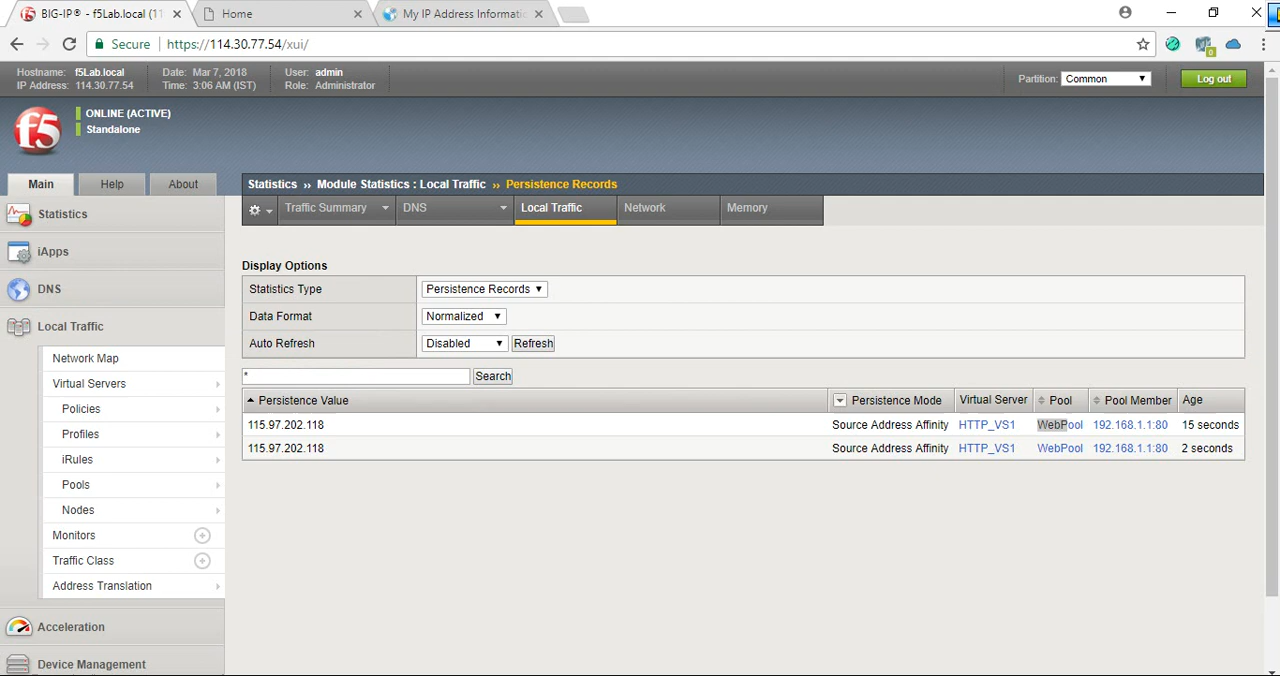 BIG-IP® - f5Lab.local (11
Home
My IP Address Informatio
Secure
https://114.30.77.54/xui/
0
Hostname: f5Lab.local
IP Address: 114.30.77.54
Date: Mar 7, 2018
Time: 3:06 AM (IST)
User: admin
Role: Administrator
Partition: Common
Log out
f5
ONLINE (ACTIVE)
Standalone
Main
Help
About
Statistics
iApps
DNS
Local Traffic
Network Map
Virtual Servers
Policies
Profiles
iRules
Pools
Nodes
Monitors
Traffic Class
Address Translation
Acceleration
Device Management
Statistics ›› Module Statistics : Local Traffic ›› Persistence Records
Traffic Summary DNS Local Traffic Network Memory
Display Options
Statistics Type Persistence Records
Data Format Normalized
Auto Refresh Disabled Refresh
* Search
Persistence Value Persistence Mode Virtual Server Pool Pool Member Age
115.97.202.118 Source Address Affinity HTTP_VS1 WebPool 192.168.1.1:80 15 seconds
115.97.202.118 Source Address Affinity HTTP_VS1 WebPool 192.168.1.1:80 2 seconds